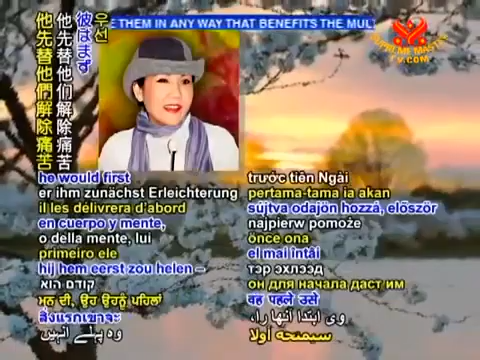 E THEM IN ANY WAY THAT BENEFITS THE MUL
SUPREME MASTER
TV.COM
우선
彼はまず
他先替他们解除痛苦
他先替他們解除痛苦
he would first
er ihm zunächst Erleichterung
il les délivrera d'abord
en cuerpo y mente,
o della mente, lui
primeiro ele
hij hem eerst zou helen –
קודם הוא
ਮਨ ਦੀ, ਉਹ ਉਹਨੂੰ ਪਹਿਲਾਂ
สิ่งแรกเขาจะ
وہ پہلے انہیں
trước tiên Ngài
pertama-tama ia akan
szűjtva odajön hozzá, először
najpierw pomoże
önce ona
el mai întâi
тэр эхлээд
он для начала даст им
वह पहले उसे
وی ابتدا آنها را,
سيمنحه أولا